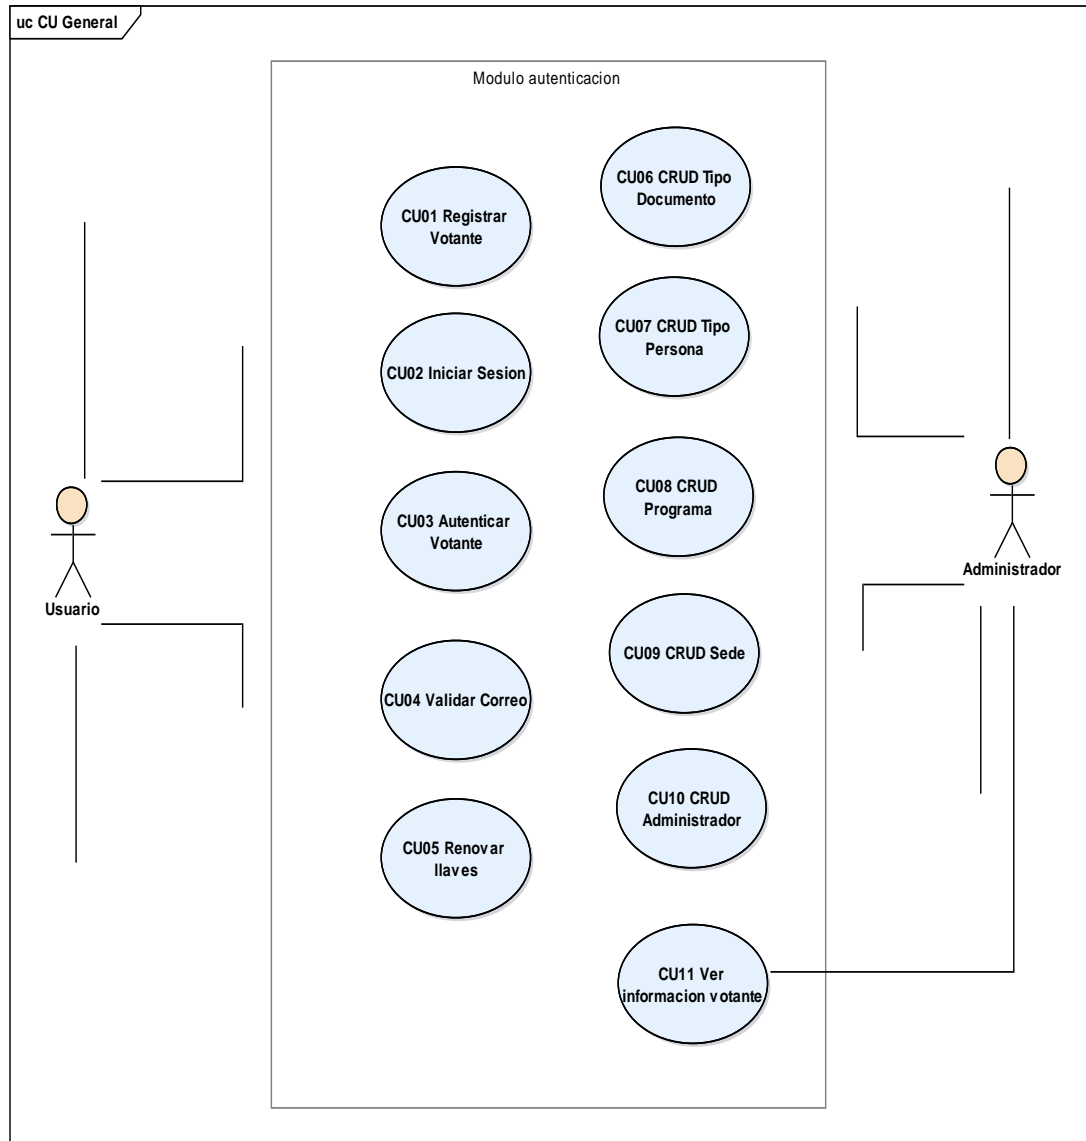 uc CU General
Modulo autenticacion
CU01 Registrar
Votante
CU02 Iniciar Sesion
CU03 Autenticar
Votante
CU04 Validar Correo
CU05 Renovar
llaves
CU06 CRUD Tipo
Documento
CU07 CRUD Tipo
Persona
CU08 CRUD
Programa
CU09 CRUD Sede
CU10 CRUD
Administrador
CU11 Ver
informacion votante
Usuario
Administrador